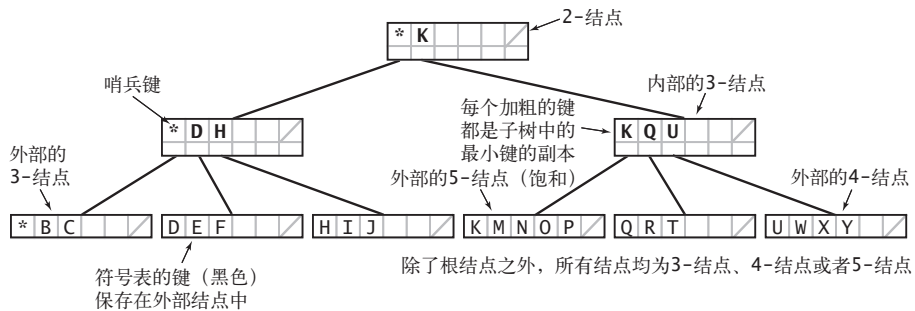 2-结点
* K
哨兵键
内部的3-结点
每个加粗的键
都是子树中的
最小键的副本
* D H
K Q U
外部的
3-结点
外部的5-结点（饱和）
外部的4-结点
* B C
D E F
H I J
K M N O P
Q R T
U W X Y
符号表的键（黑色）
保存在外部结点中
除了根结点之外，所有结点均为3-结点、4-结点或者5-结点